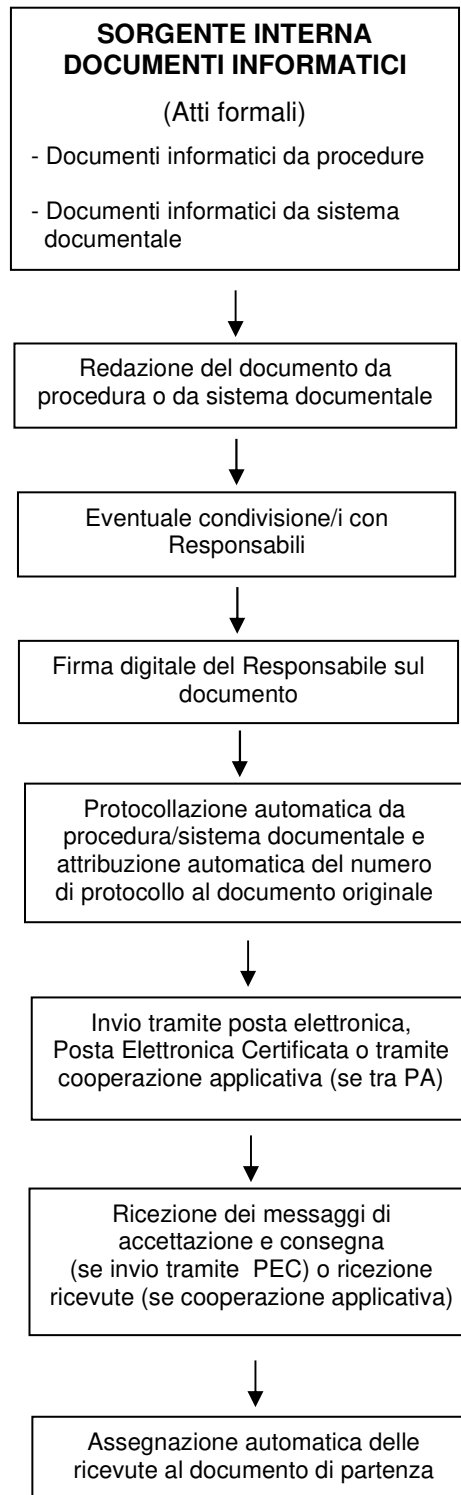 SORGENTE INTERNA
DOCUMENTI INFORMATICI
(Atti formali)
- Documenti informatici da procedure
- Documenti informatici da sistema
documentale
Redazione del documento da
procedura o da sistema documentale
Eventuale condivisione/i con
Responsabili
Firma digitale del Responsabile sul
documento
Protocollazione automatica da
procedura/sistema documentale e
attribuzione automatica del numero
di protocollo al documento originale
Invio tramite posta elettronica,
Posta Elettronica Certificata o tramite
cooperazione applicativa (se tra PA)
Ricezione dei messaggi di
accettazione e consegna
(se invio tramite PEC) o ricezione
ricevute (se cooperazione applicativa)
Assegnazione automatica delle
ricevute al documento di partenza